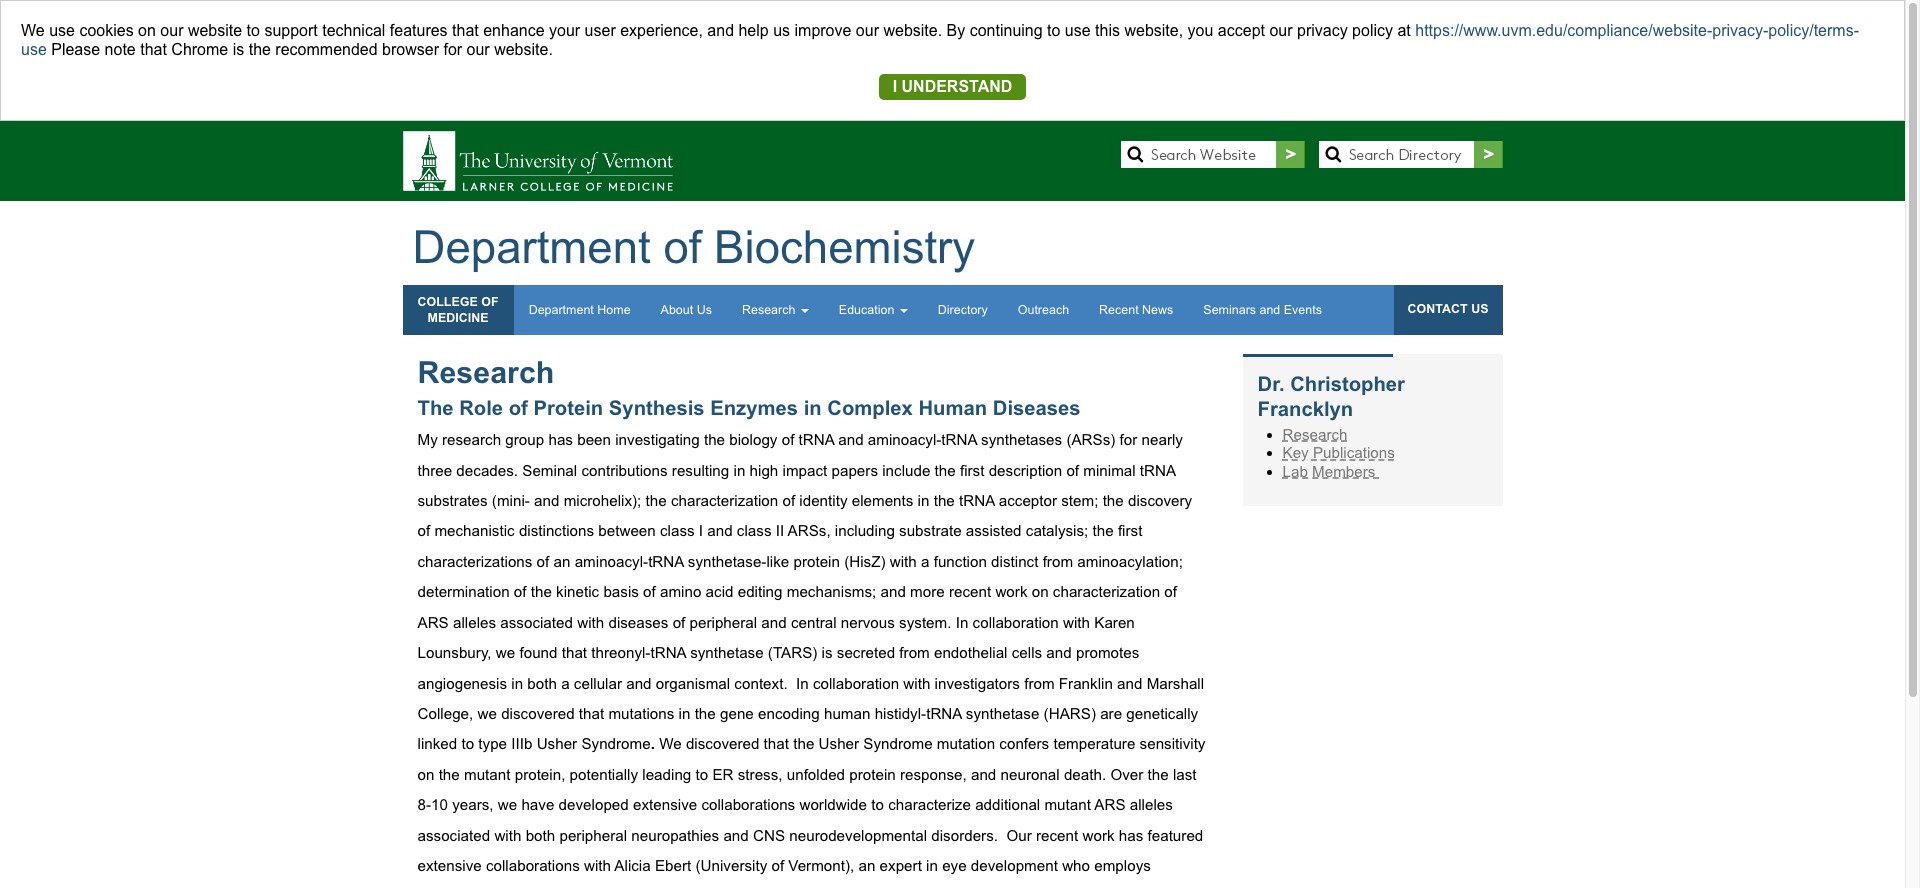 We use cookies on our website to support technical features that enhance your user experience, and help us improve our website. By continuing to use this website, you accept our privacy policy at https://www.uvm.edu/compliance/website-privacy-policy/terms-
use Please note that Chrome is the recommended browser for our website.
I UNDERSTAND
The University of Vermont
LARNER COLLEGE OF MEDICINE
Search Website >
Search Directory >
Department of Biochemistry
COLLEGE OF
MEDICINE
Department Home About Us Research Education Directory Outreach Recent News Seminars and Events CONTACT US
Research
The Role of Protein Synthesis Enzymes in Complex Human Diseases
My research group has been investigating the biology of tRNA and aminoacyl-tRNA synthetases (ARSs) for nearly
three decades. Seminal contributions resulting in high impact papers include the first description of minimal tRNA
substrates (mini- and microhelix); the characterization of identity elements in the tRNA acceptor stem; the discovery
of mechanistic distinctions between class I and class II ARSs, including substrate assisted catalysis; the first
characterizations of an aminoacyl-tRNA synthetase-like protein (HisZ) with a function distinct from aminoacylation;
determination of the kinetic basis of amino acid editing mechanisms; and more recent work on characterization of
ARS alleles associated with diseases of peripheral and central nervous system. In collaboration with Karen
Lounsbury, we found that threonyl-tRNA synthetase (TARS) is secreted from endothelial cells and promotes
angiogenesis in both a cellular and organismal context.  In collaboration with investigators from Franklin and Marshall
College, we discovered that mutations in the gene encoding human histidyl-tRNA synthetase (HARS) are genetically
linked to type IIIb Usher Syndrome. We discovered that the Usher Syndrome mutation confers temperature sensitivity
on the mutant protein, potentially leading to ER stress, unfolded protein response, and neuronal death. Over the last
8-10 years, we have developed extensive collaborations worldwide to characterize additional mutant ARS alleles
associated with both peripheral neuropathies and CNS neurodevelopmental disorders.  Our recent work has featured
extensive collaborations with Alicia Ebert (University of Vermont), an expert in eye development who employs
Dr. Christopher
Francklyn
Research
Key Publications
Lab Members